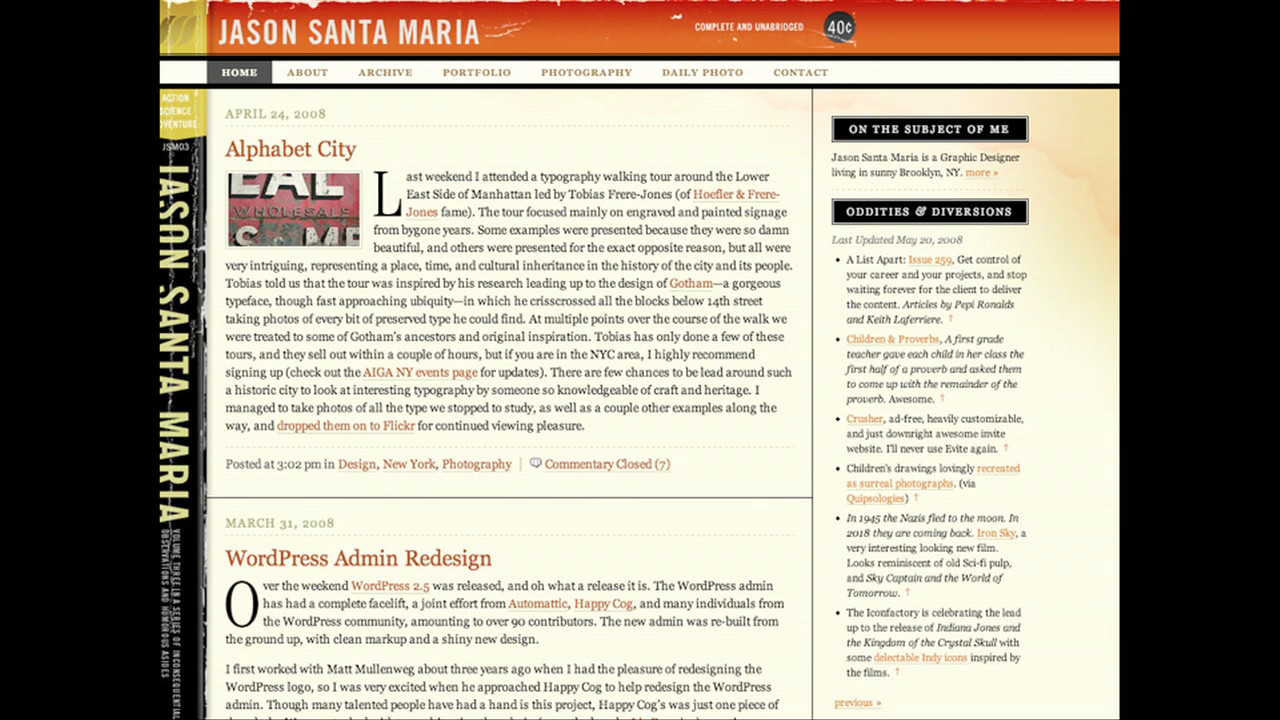 JASON SANTA MARIA
COMPLETE AND UNABRIDGED
40¢
HOME ABOUT ARCHIVE PORTFOLIO PHOTOGRAPHY DAILY PHOTO CONTACT
ACTION
SCIENCE
JSM03
JASON SANTA MARIA
VOLUME THREE IN A SERIES OF INCONSEQUENTIAL
OBSERVATIONS AND HUMOROUS ASIDES
APRIL 24, 2008
Alphabet City
WHOLESALE
Last weekend I attended a typography walking tour around the Lower
East Side of Manhattan led by Tobias Frere-Jones (of Hoefler & Frere-
Jones fame). The tour focused mainly on engraved and painted signage
from bygone years. Some examples were presented because they were so damn
beautiful, and others were presented for the exact opposite reason, but all were
very intriguing, representing a place, time, and cultural inheritance in the history of the city and its people.
Tobias told us that the tour was inspired by his research leading up to the design of Gotham—a gorgeous
typeface, though fast approaching ubiquity—in which he crisscrossed all the blocks below 14th street
taking photos of every bit of preserved type he could find. At multiple points over the course of the walk we
were treated to some of Gotham's ancestors and original inspiration. Tobias has only done a few of these
tours, and they sell out within a couple of hours, but if you are in the NYC area, I highly recommend
signing up (check out the AIGA NY events page for updates). There are few chances to be lead around such
a historic city to look at interesting typography by someone so knowledgeable of craft and heritage. I
managed to take photos of all the type we stopped to study, as well as a couple other examples along the
way, and dropped them on to Flickr for continued viewing pleasure.
Posted at 3:02 pm in Design, New York, Photography | Commentary Closed (7)
MARCH 31, 2008
WordPress Admin Redesign
Over the weekend WordPress 2.5 was released, and oh what a release it is. The WordPress admin
has had a complete facelift, a joint effort from Automattic, Happy Cog, and many individuals from
the WordPress community, amounting to over 90 contributors. The new admin was re-built from
the ground up, with clean markup and a shiny new design.
I first worked with Matt Mullenweg about three years ago when I had the pleasure of redesigning the
WordPress logo, so I was very excited when he approached Happy Cog to help redesign the WordPress
admin. Though many talented people have had a hand is this project, Happy Cog's was just one piece of
ON THE SUBJECT OF ME
Jason Santa Maria is a Graphic Designer
living in sunny Brooklyn, NY. more »
ODDITIES & DIVERSIONS
Last Updated May 20, 2008
• A List Apart: Issue 259, Get control of
your career and your projects, and stop
waiting forever for the client to deliver
the content. Articles by Pepi Ronalds
and Keith Laferriere. †
• Children & Proverbs, A first grade
teacher gave each child in her class the
first half of a proverb and asked them
to come up with the remainder of the
proverb. Awesome. †
• Crusher, ad-free, heavily customizable,
and just downright awesome invite
website. I'll never use Evite again. †
• Children's drawings lovingly recreated
as surreal photographs. (via
Quipsologies) †
• In 1945 the Nazis fled to the moon. In
2018 they are coming back. Iron Sky, a
very interesting looking new film.
Looks reminiscent of old Sci-fi pulp,
and Sky Captain and the World of
Tomorrow. †
• The Iconfactory is celebrating the lead
up to the release of Indiana Jones and
the Kingdom of the Crystal Skull with
some delectable Indy icons inspired by
the films. †
previous »